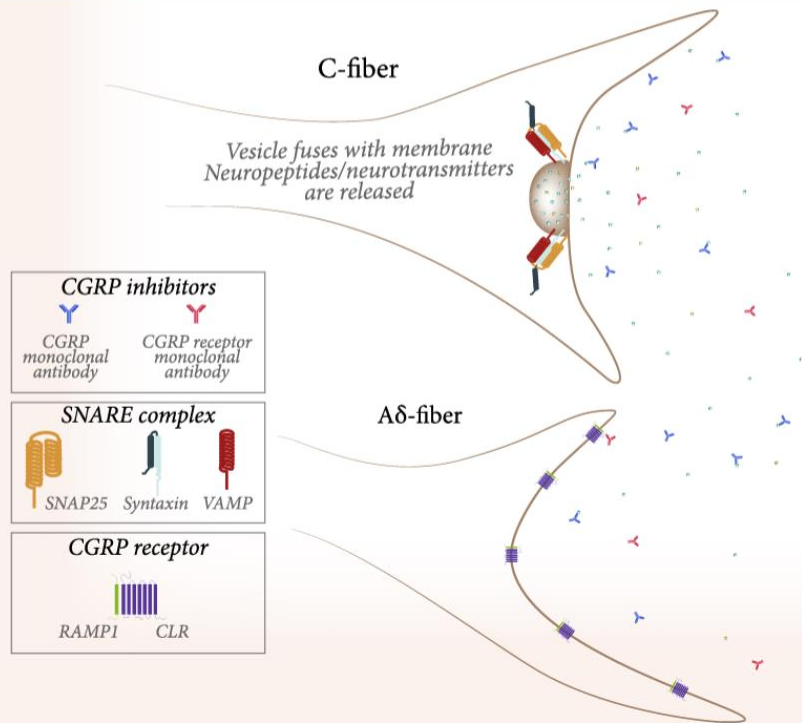 C-fiber
Vesicle fuses with membrane
Neuropeptides/neurotransmitters
are released
CGRP inhibitors
CGRP
monoclonal
antibody
CGRP receptor
monoclonal
antibody
SNARE complex
SNAP25
Syntaxin
VAMP
Aδ-fiber
CGRP receptor
RAMP1
CLR